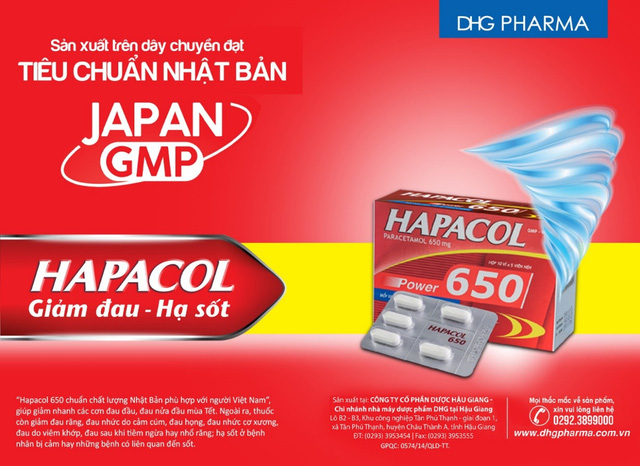 DHG PHARMA
Sản xuất trên dây chuyền đạt
TIÊU CHUẨN NHẬT BẢN
JAPAN
GMP
HAPACOL
Giảm đau - Hạ sốt
HAPACOL
PARACETAMOL 650 mg
Power 650
HAPACOL
650
"Hapacol 650 chuẩn chất lượng Nhật Bản phù hợp với người Việt Nam",
giúp giảm nhanh các cơn đau đầu, đau nửa đầu mùa Tết. Ngoài ra, thuốc
còn giảm đau răng, đau nhức do cảm cúm, đau họng, đau nhức cơ xương,
đau do viêm khớp, đau sau khi tiêm ngừa hay nhổ răng; hạ sốt ở bệnh
nhân bị cảm hay những bệnh có liên quan đến sốt.
Sản xuất tại: CÔNG TY CỔ PHẦN DƯỢC HẬU GIANG -
Chi nhánh nhà máy dược phẩm DHG tại Hậu Giang
Lô B2 - B3, Khu công nghiệp Tân Phú Thạnh - giai đoạn 1,
xã Tân Phú Thạnh, huyện Châu Thành A, tỉnh Hậu Giang
ĐT: (0293) 3953454 | Fax: (0293) 3953555
GPQC: 0574/14/QLD-TT.
Mọi thắc mắc về sản phẩm,
xin vui lòng liên hệ
0292.3899000
www.dhgpharma.com.vn